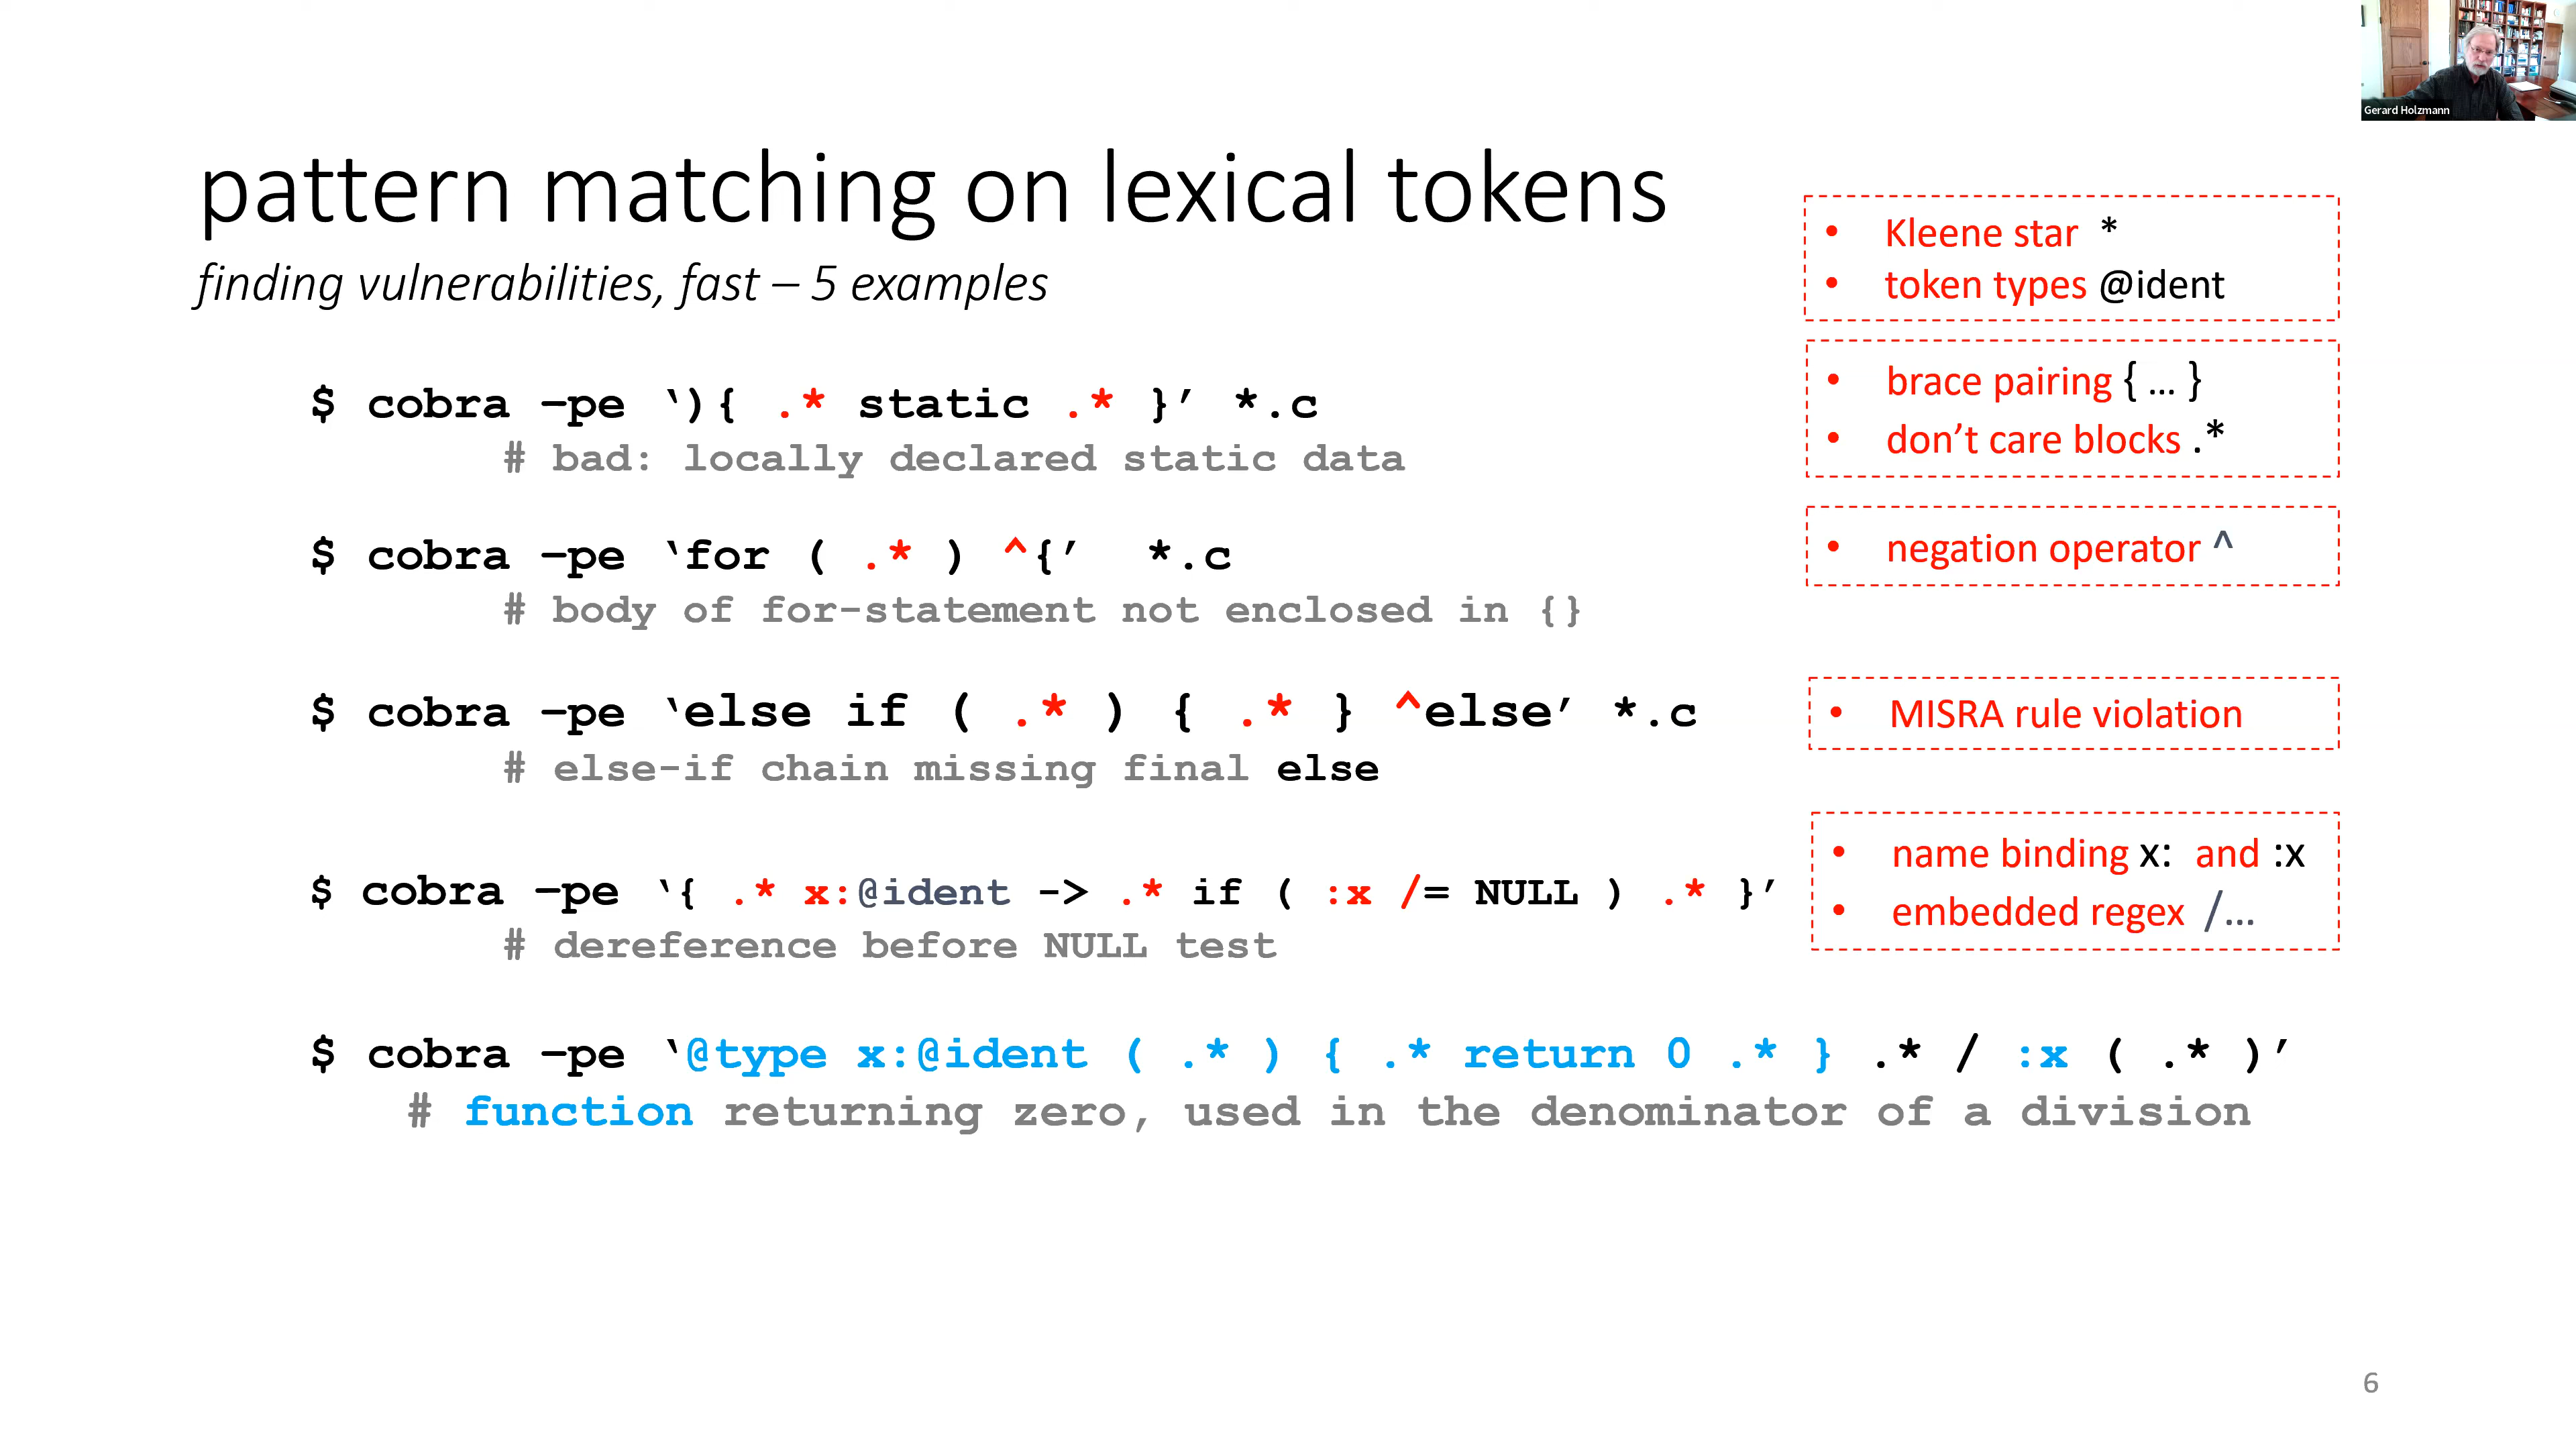 Gerard Holzmann
pattern matching on lexical tokens
finding vulnerabilities, fast – 5 examples
• Kleene star *
• token types @ident
• brace pairing { … }
• don’t care blocks .*
$ cobra –pe ‘){ .* static .* }’ *.c
# bad: locally declared static data
$ cobra –pe ‘for ( .* ) ^{’ *.c
# body of for-statement not enclosed in {}
• negation operator ^
$ cobra –pe ‘else if ( .* ) { .* } ^else’ *.c
# else-if chain missing final else
• MISRA rule violation
$ cobra –pe ‘{ .* x:@ident -> .* if ( :x /= NULL ) .* }’
# dereference before NULL test
• name binding x: and :x
• embedded regex /…
$ cobra –pe ‘@type x:@ident ( .* ) { .* return 0 .* } .* / :x ( .* )’
# function returning zero, used in the denominator of a division
6